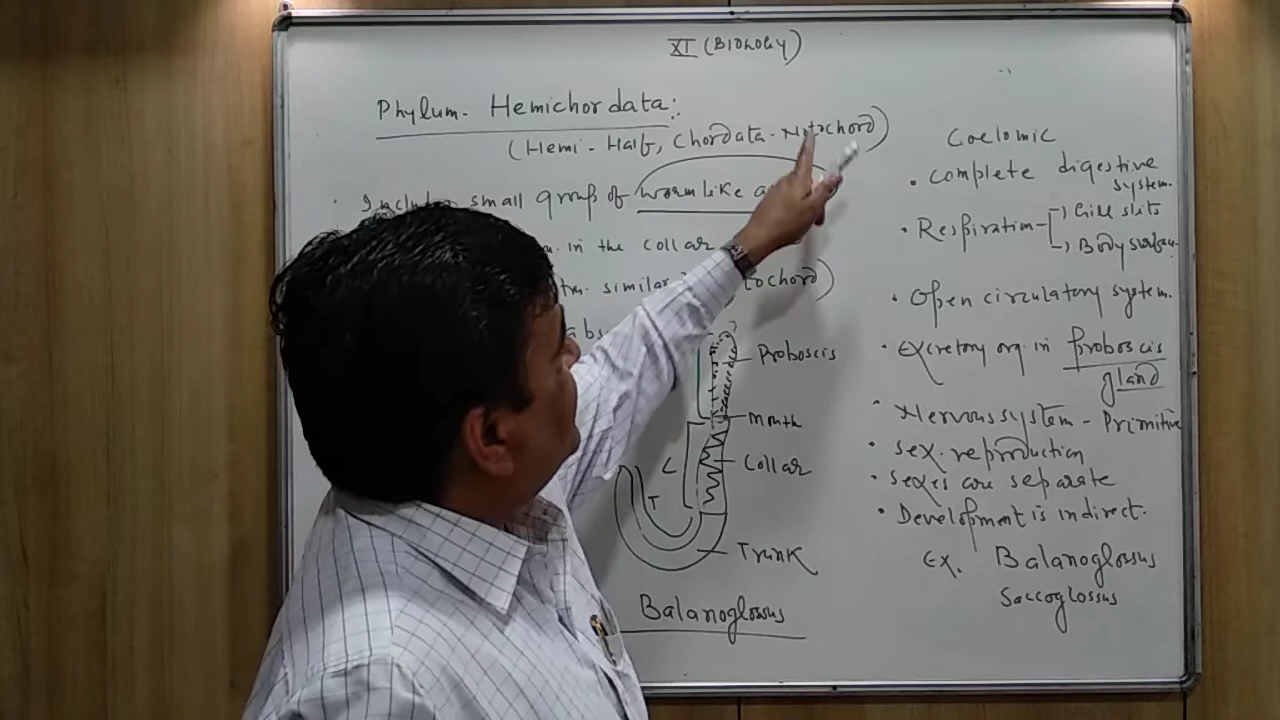 XI (BIOLOGY)
Phylum- Hemichordata:
(Hemi - Half, Chordata - Notochord)
Includes small group of worm like
in the collar
similar
tochord)
Proboscis
Mouth
C
Collar
T
Trunk
Balanoglossus
Coelomic
• Complete digestive
system.
• Respiration - Gill slits
Body surface.
• Open circulatory system.
• Excretory org. in proboscis
gland
• Nervous system - Primitive
• Sex. reproduction
• Sexes are separate
• Development is indirect.
Ex. Balanoglossus
Saccoglossus